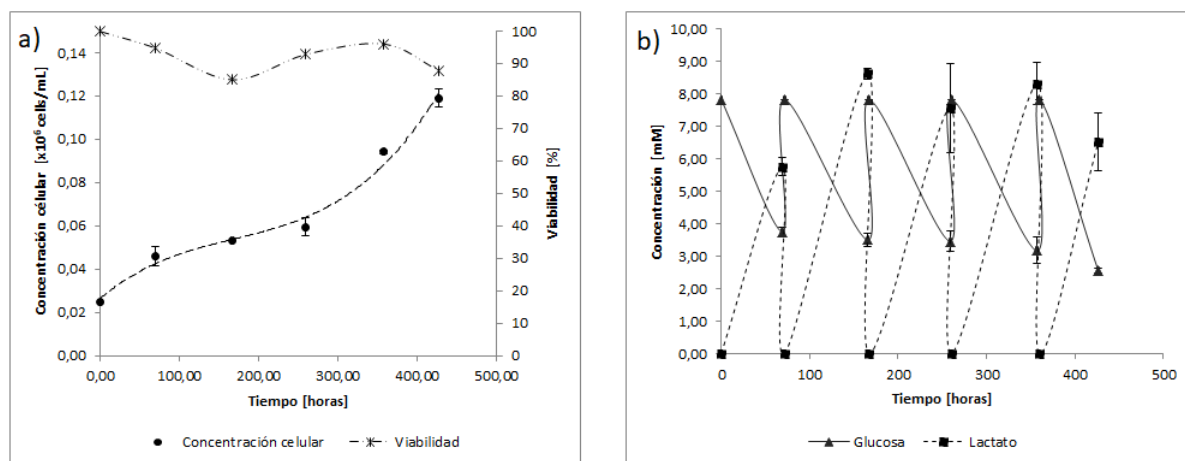 a)
Concentración célular [x10⁶ cells/mL]
0,14
0,12
0,10
0,08
0,06
0,04
0,02
0,00
100
90
80
70
60
50
40
30
20
10
0
Viabilidad [%]
0,00 100,00 200,00 300,00 400,00 500,00
Tiempo [horas]
Concentración celular Viabilidad
b)
Concentración [mM]
10,00
9,00
8,00
7,00
6,00
5,00
4,00
3,00
2,00
1,00
0,00
0 100 200 300 400 500
Tiempo [horas]
Glucosa Lactato